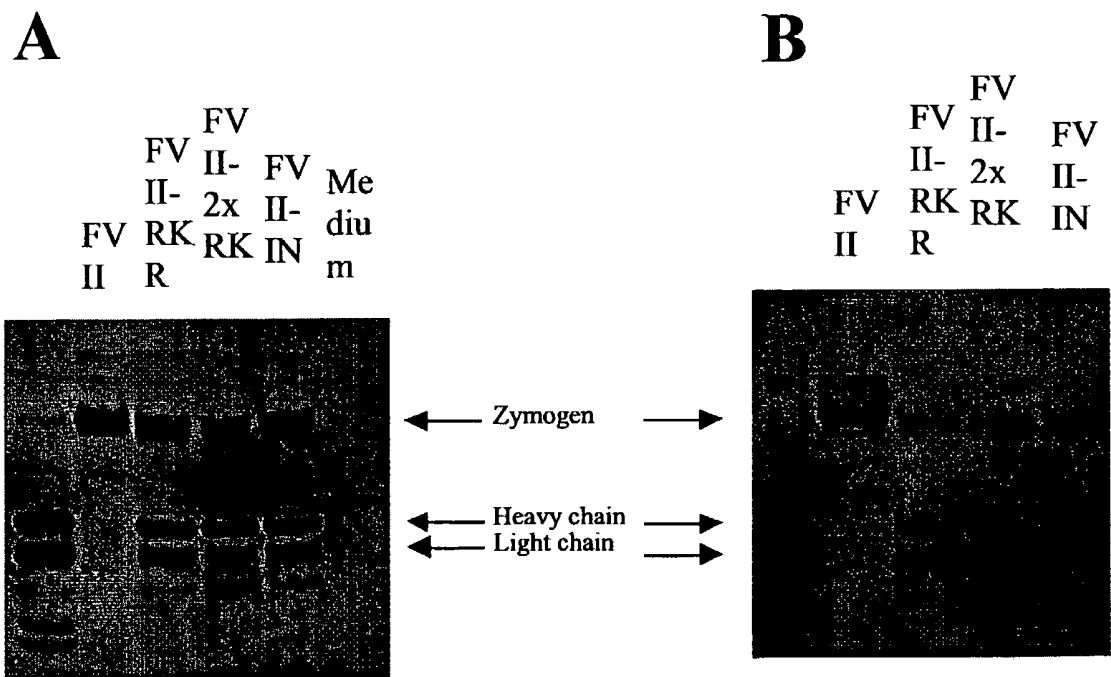 A
FV
II
FV
II-
RK
R
FV
II-
2x
RK
FV
II-
IN
Me
diu
m
Zymogen
Heavy chain
Light chain
B
FV
II
FV
II-
RK
R
FV
II-
2x
RK
FV
II-
IN